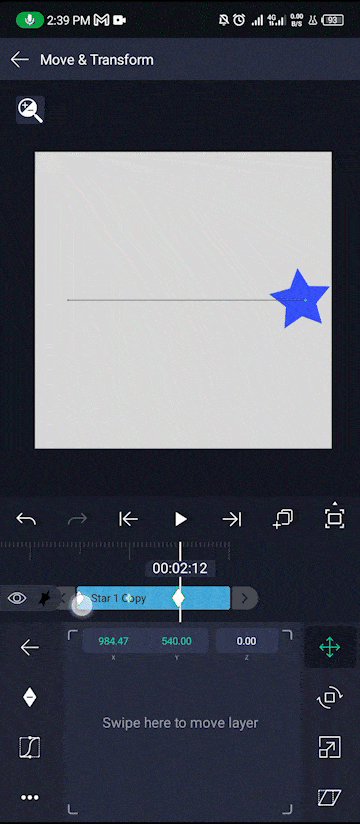 2:39 PM 4G 0.00 B/S 93
Move & Transform
00:02:12
Star 1 Copy
984.47 540.00 0.00
X Y Z
Swipe here to move layer